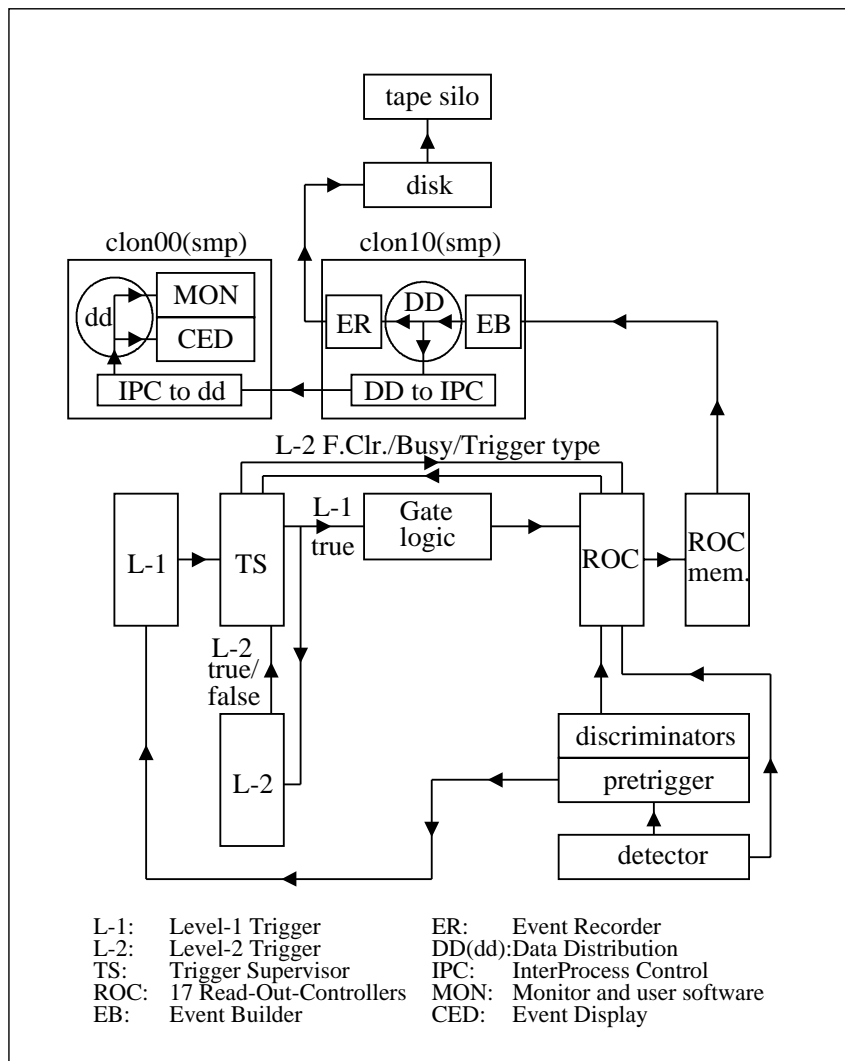 tape silo
disk
clon00(smp)
clon10(smp)
dd
MON
CED
IPC to dd
ER
DD
EB
DD to IPC
L-2 F.Clr./Busy/Trigger type
L-1
TS
L-1
true
Gate
logic
ROC
ROC
mem.
L-2
true/
false
L-2
discriminators
pretrigger
detector
L-1: Level-1 Trigger
L-2: Level-2 Trigger
TS: Trigger Supervisor
ROC: 17 Read-Out-Controllers
EB: Event Builder
ER: Event Recorder
DD(dd):Data Distribution
IPC: InterProcess Control
MON: Monitor and user software
CED: Event Display